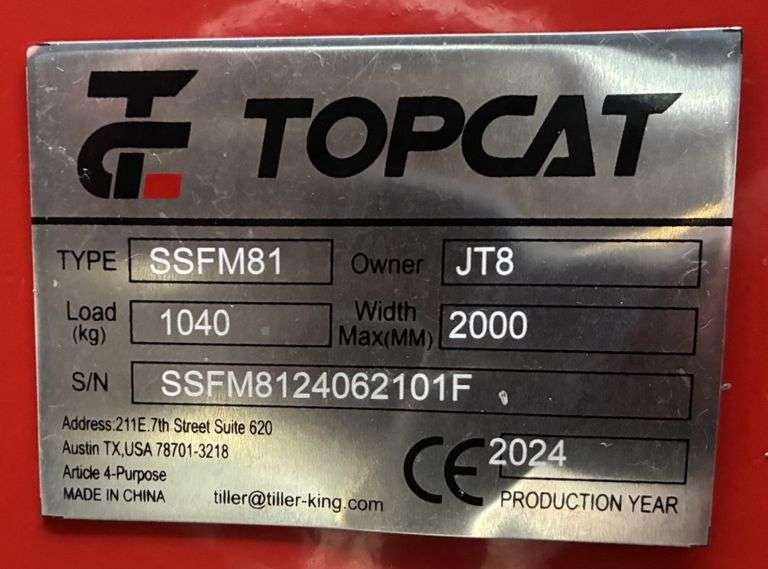 TOPCAT
TYPE SSFM81 Owner JT8
Load (kg) 1040 Width Max(MM) 2000
S/N SSFM8124062101F
Address:211E.7th Street Suite 620
Austin TX,USA 78701-3218
Article 4-Purpose
MADE IN CHINA tiller@tiller-king.com
CE 2024
PRODUCTION YEAR